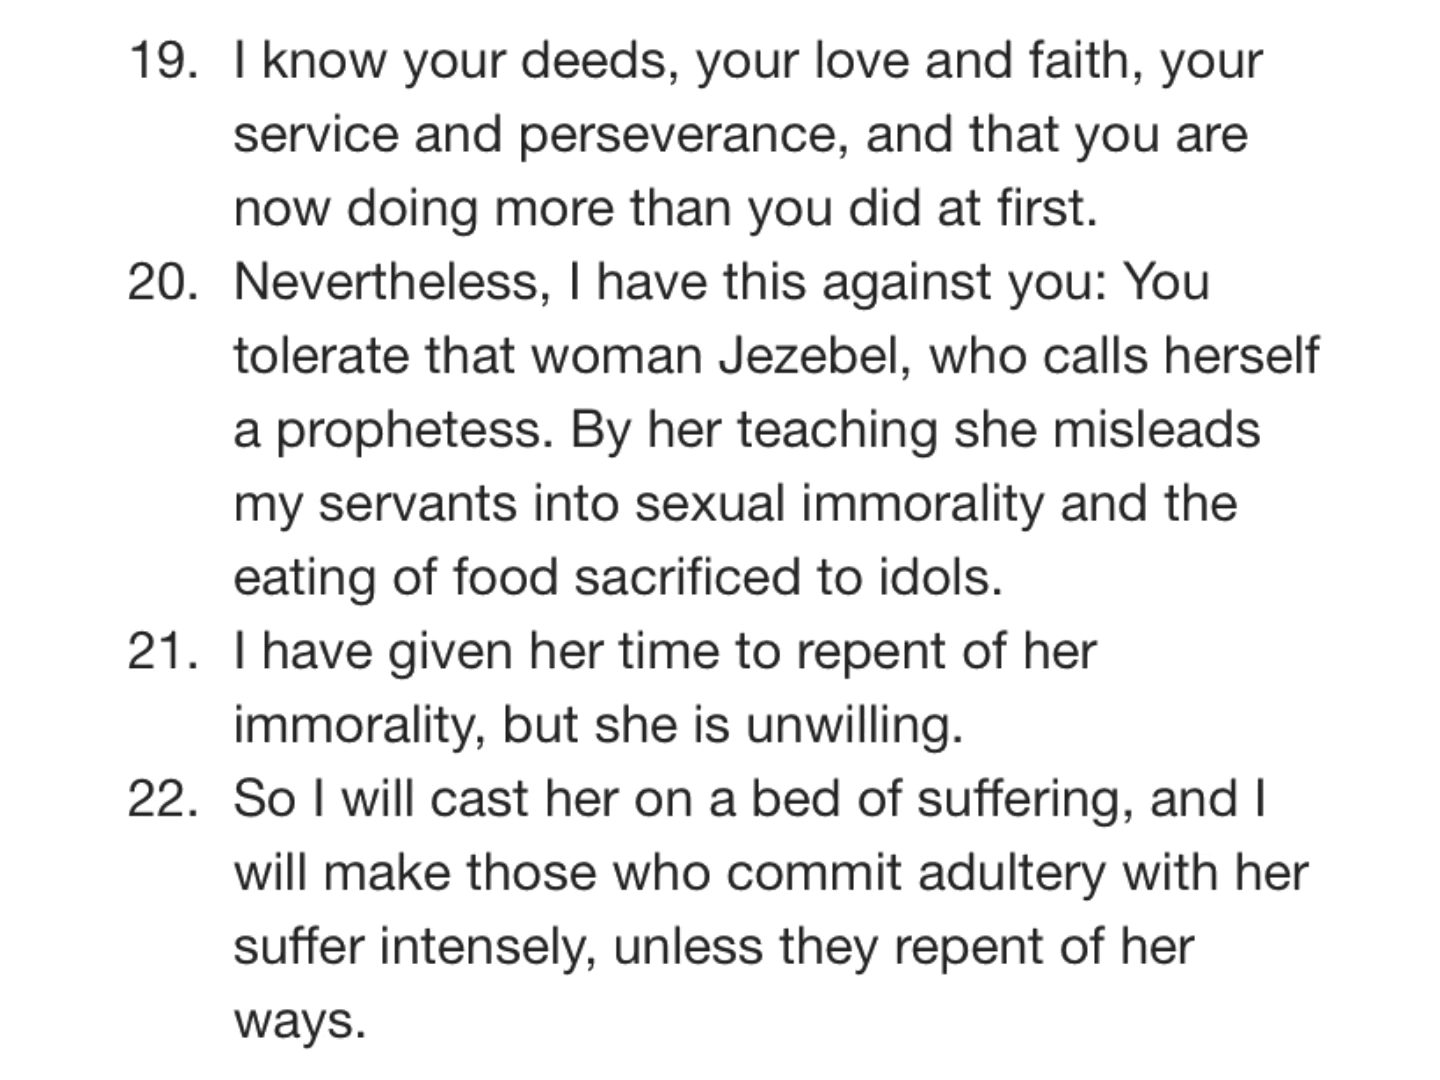 19. I know your deeds, your love and faith, your
service and perseverance, and that you are
now doing more than you did at first.
20. Nevertheless, I have this against you: You
tolerate that woman Jezebel, who calls herself
a prophetess. By her teaching she misleads
my servants into sexual immorality and the
eating of food sacrificed to idols.
21. I have given her time to repent of her
immorality, but she is unwilling.
22. So I will cast her on a bed of suffering, and I
will make those who commit adultery with her
suffer intensely, unless they repent of her
ways.